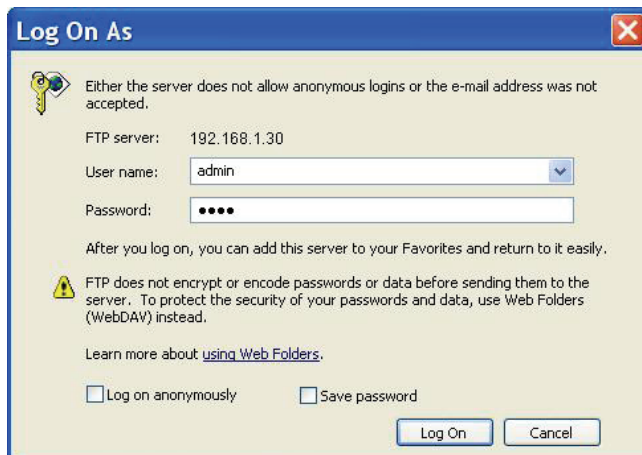 Log On As
Either the server does not allow anonymous logins or the e-mail address was not
accepted.
FTP server: 192.168.1.30
User name: admin
Password: ●●●●
After you log on, you can add this server to your Favorites and return to it easily.
FTP does not encrypt or encode passwords or data before sending them to the
server. To protect the security of your passwords and data, use Web Folders
(WebDAV) instead.
Learn more about using Web Folders.
Log on anonymously Save password
Log On Cancel